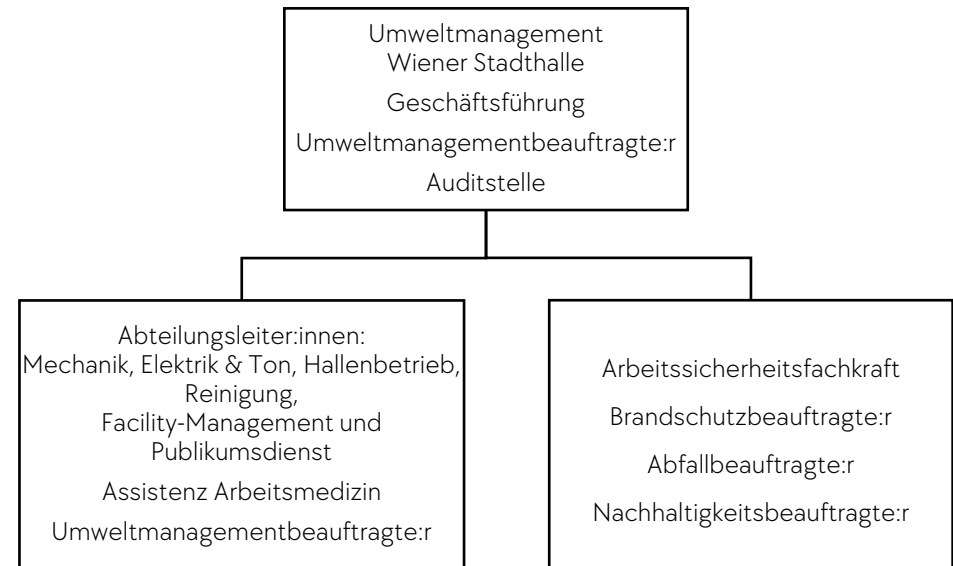 Umweltmanagement
Wiener Stadthalle
Geschäftsführung
Umweltmanagementbeauftragte:r
Auditstelle
Abteilungsleiter:innen:
Mechanik, Elektrik & Ton, Hallenbetrieb,
Reinigung,
Facility-Management und
Publikumsdienst
Assistenz Arbeitsmedizin
Umweltmanagementbeauftragte:r
Arbeitssicherheitsfachkraft
Brandschutzbeauftragte:r
Abfallbeauftragte:r
Nachhaltigkeitsbeauftragte:r